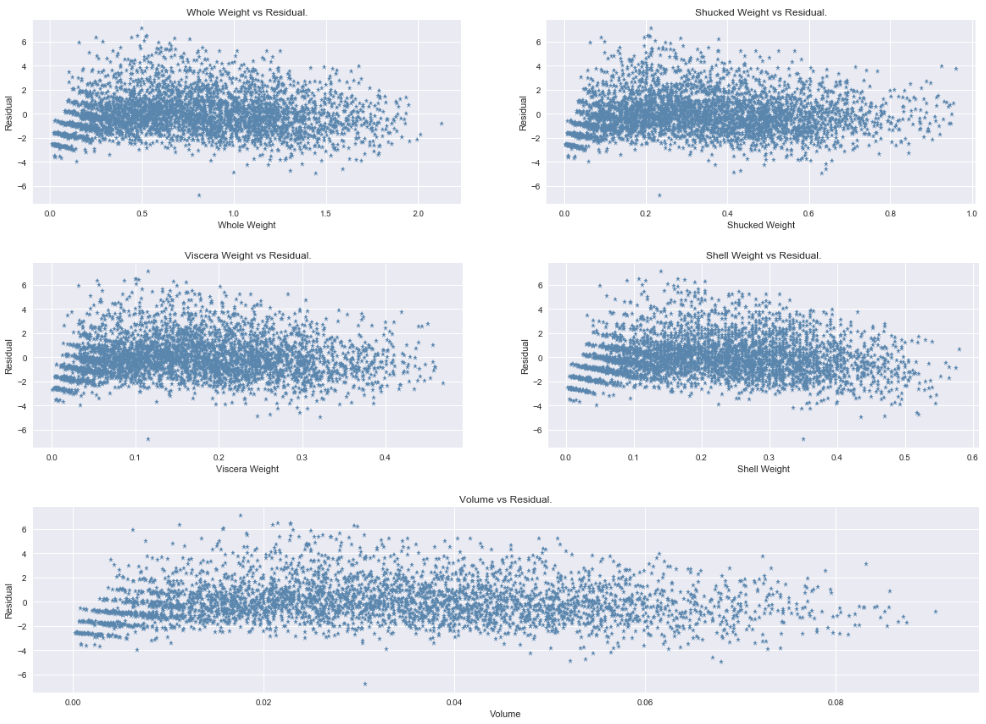 Whole Weight vs Residual.
Shucked Weight vs Residual.
6
4
2
0
−2
−4
−6
Residual
0.0 0.5 1.0 1.5 2.0
Whole Weight
6
4
2
0
−2
−4
−6
Residual
0.0 0.2 0.4 0.6 0.8 1.0
Shucked Weight
Viscera Weight vs Residual.
Shell Weight vs Residual.
6
4
2
0
−2
−4
−6
Residual
0.0 0.1 0.2 0.3 0.4
Viscera Weight
6
4
2
0
−2
−4
−6
Residual
0.0 0.1 0.2 0.3 0.4 0.5 0.6
Shell Weight
Volume vs Residual.
6
4
2
0
−2
−4
−6
Residual
0.00 0.02 0.04 0.06 0.08
Volume